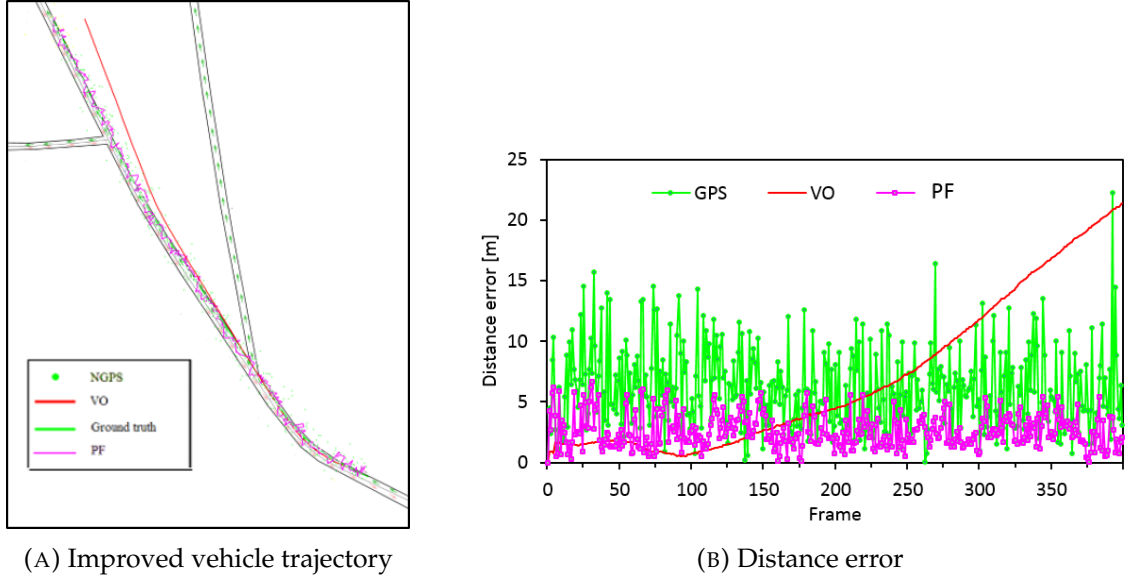 NGPS
VO
Ground truth
PF
(A) Improved vehicle trajectory
25
20
15
10
5
0
Distance error [m]
GPS VO PF
0 50 100 150 200 250 300 350
Frame
(B) Distance error